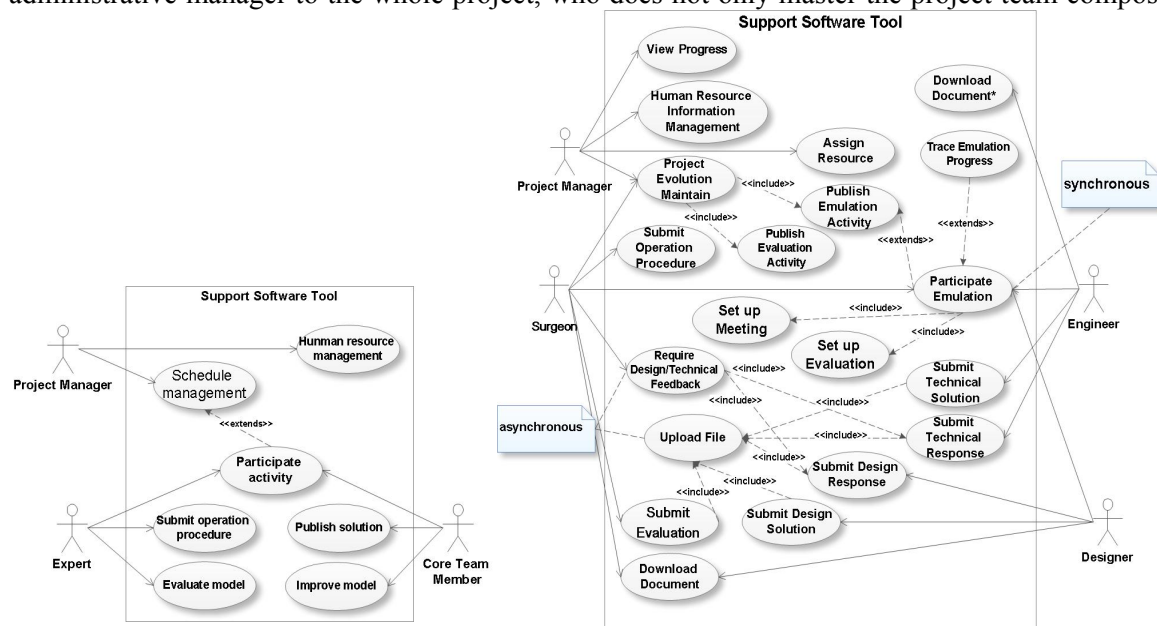 administrative manager to the whole project, who does not only master the project team compos
Support Software Tool
View Progress
Human Resource
Information
Management
Project Manager
Assign
Resource
Download
Document*
Trace Emulation
Progress
synchronous
Project
Evolution
Maintain
<<include>>
Publish
Emulation
Activity
<<include>>
<<extends>>
<<extends>>
Submit
Operation
Procedure
Publish
Evaluation
Activity
Surgeon
Participate
Emulation
Engineer
Set up
Meeting
<<include>>
<<include>>
Set up
Evaluation
Require
Design/Technical
Feedback
<<include>>
<<include>>
<<include>>
Submit
Technical
Solution
asynchronous
Upload File
<<include>>
Submit
Technical
Response
<<include>>
Submit Design
Response
<<include>>
<<include>>
Submit
Evaluation
Submit Design
Solution
Designer
Download
Document
Support Software Tool
Project Manager
Hunman resource
management
Schedule
management
<<extends>>
Participate
activity
Expert
Submit operation
procedure
Publish solution
Core Team
Member
Evaluate model
Improve model